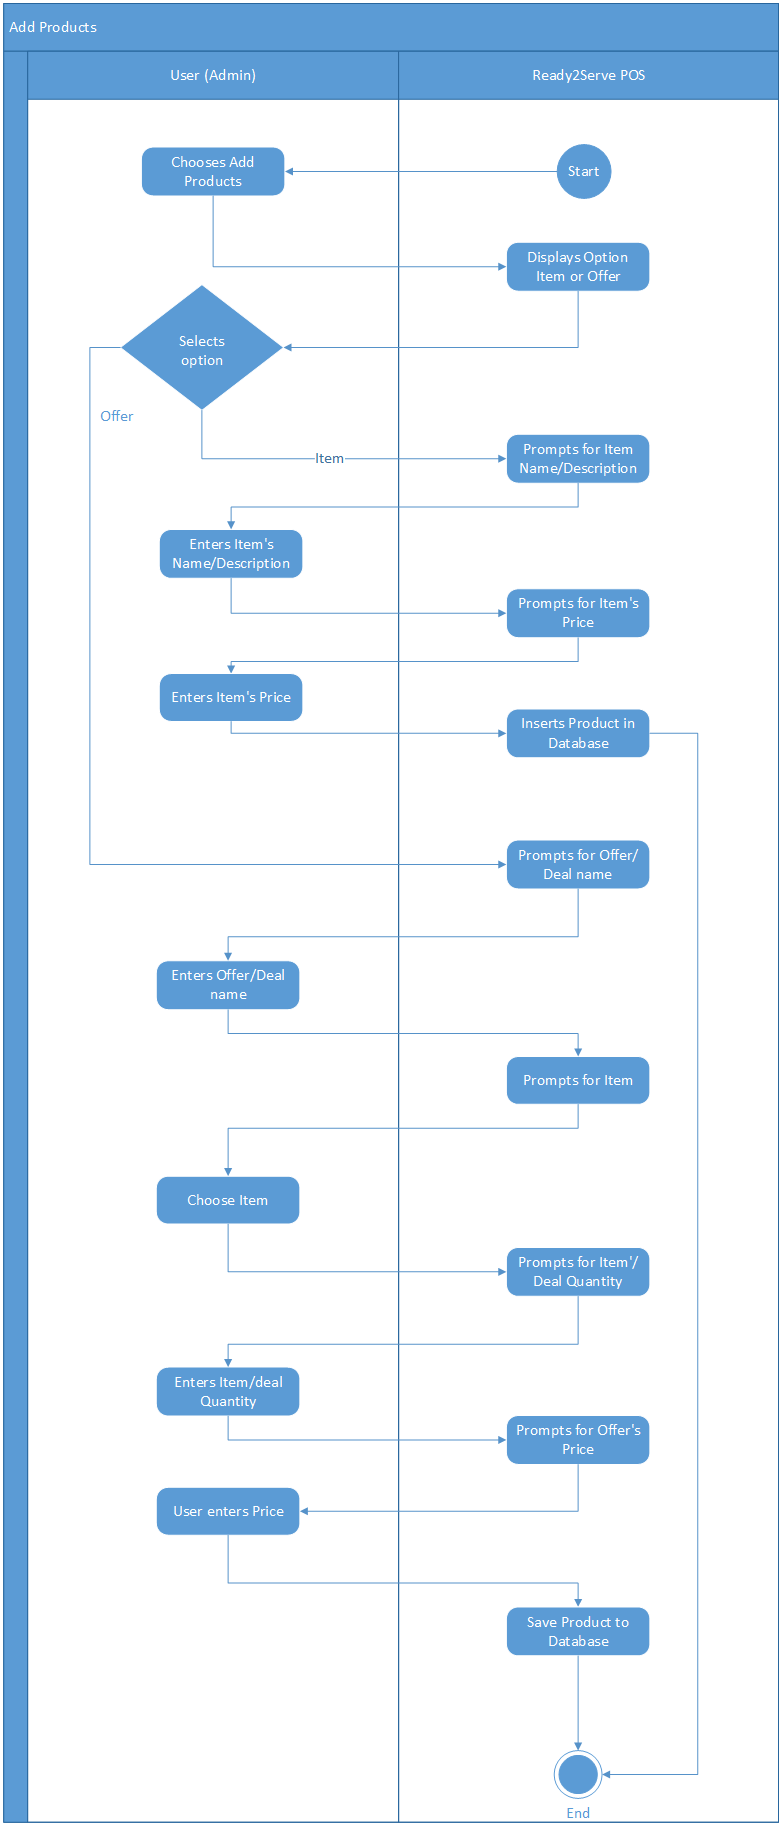 Add Products
User (Admin)
Ready2Serve POS
Chooses Add
Products
Start
Displays Option
Item or Offer
Selects
option
Offer
Item
Prompts for Item
Name/Description
Enters Item's
Name/Description
Prompts for Item's
Price
Enters Item's Price
Inserts Product in
Database
Prompts for Offer/
Deal name
Enters Offer/Deal
name
Prompts for Item
Choose Item
Prompts for Item'/
Deal Quantity
Enters Item/deal
Quantity
Prompts for Offer's
Price
User enters Price
Save Product to
Database
End